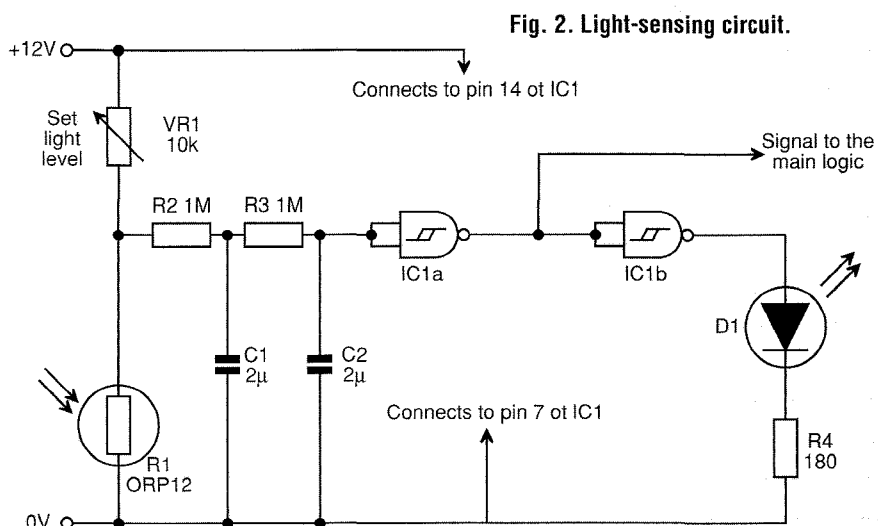 Fig. 2. Light-sensing circuit.
+12V
Connects to pin 14 ot IC1
Set
light
level
VR1
10k
Signal to the
main logic
R2 1M
R3 1M
IC1a
IC1b
D1
C1
2µ
C2
2µ
Connects to pin 7 ot IC1
R1
ORP12
R4
180
0V